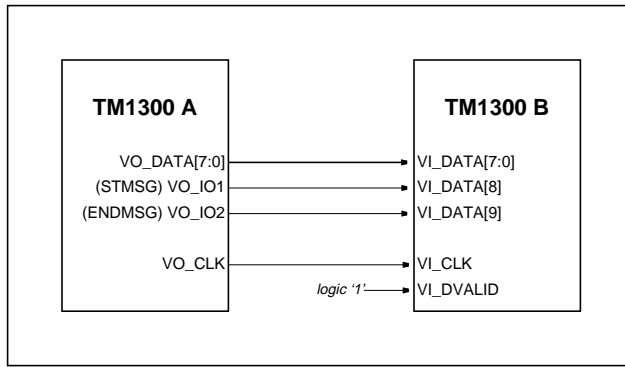 TM1300 A
TM1300 B
VO_DATA[7:0]
VI_DATA[7:0]
(STMSG) VO_IO1
VI_DATA[8]
(ENDMSG) VO_IO2
VI_DATA[9]
VO_CLK
VI_CLK
logic ‘1’
VI_DVALID